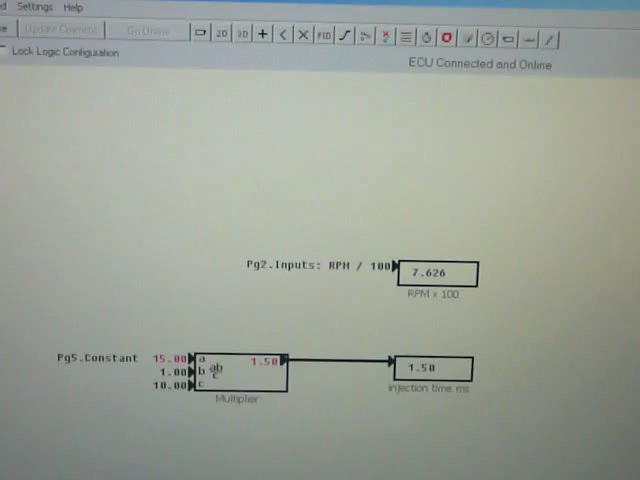 Settings Help
Update Connect Go Online
2D 3D + < × PID
Lock Logic Configuration
ECU Connected and Online
Pg2.Inputs: RPM / 100 7.626
RPM x 100
Pg5.Constant 15.00 a 1.50 1.50
1.00 b ab
10.00 c c
Multiplier
injection time ms